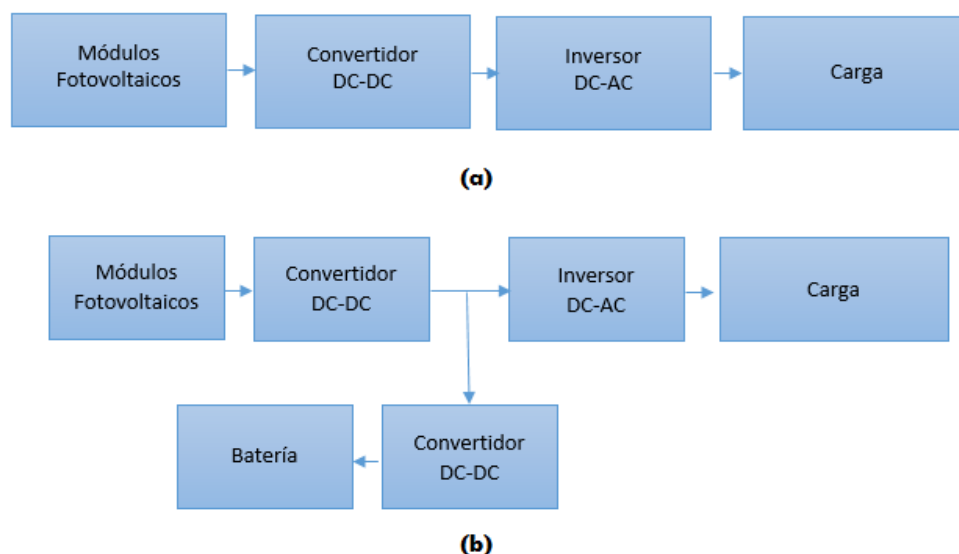 Módulos
Fotovoltaicos
Convertidor
DC-DC
Inversor
DC-AC
Carga
(a)
Módulos
Fotovoltaicos
Convertidor
DC-DC
Inversor
DC-AC
Carga
Batería
Convertidor
DC-DC
(b)